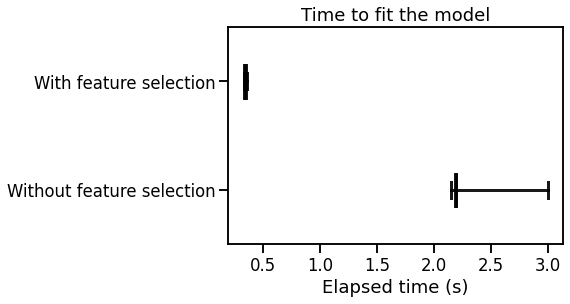 Time to fit the model
With feature selection
Without feature selection
0.5 1.0 1.5 2.0 2.5 3.0
Elapsed time (s)